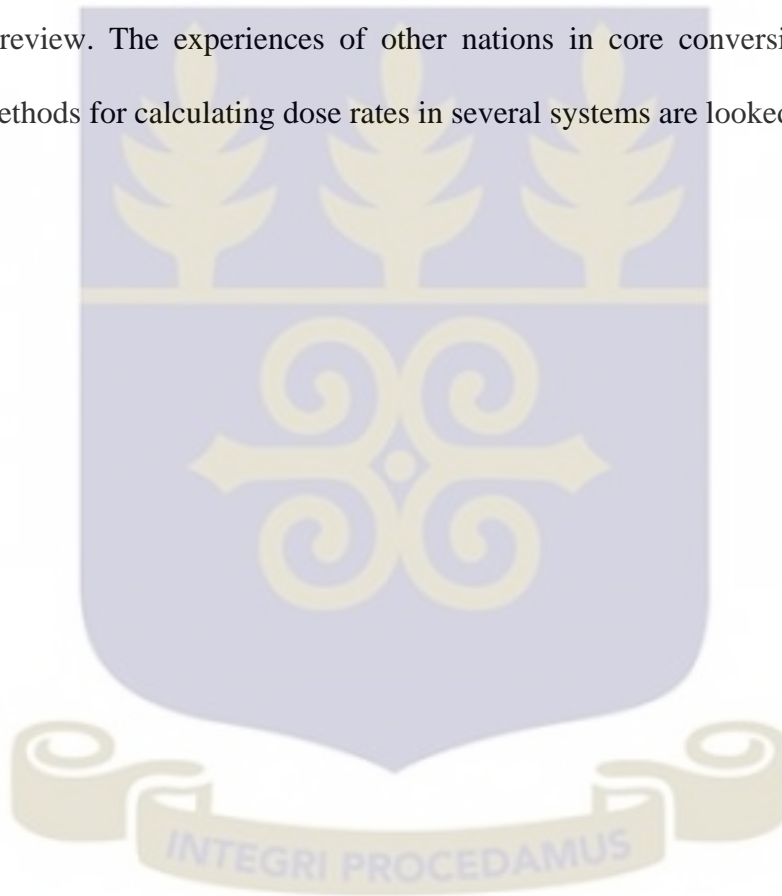 review. The experiences of other nations in core conversi
ethods for calculating dose rates in several systems are looked
INTEGRI PROCEDAMUS